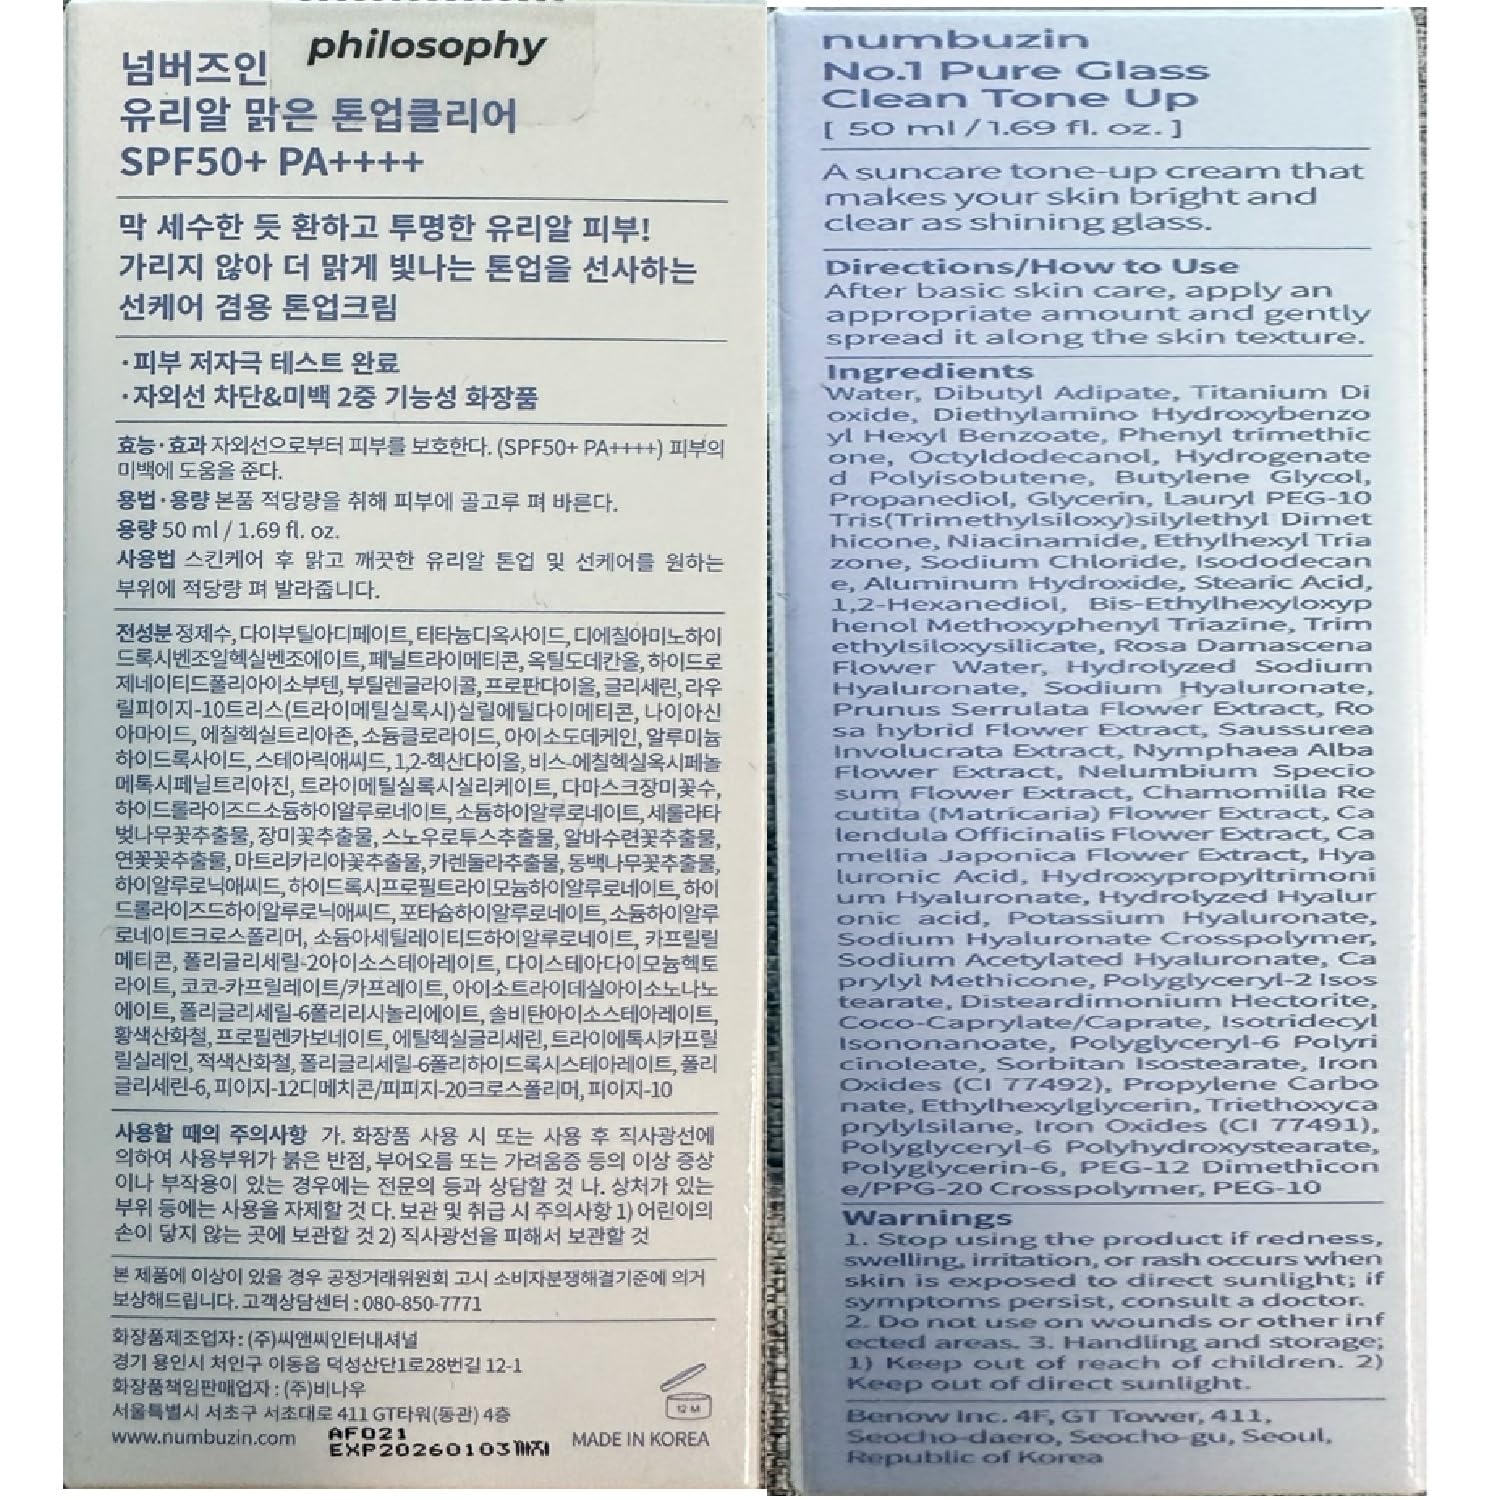 philosophy
넘버즈인
유리알 맑은 톤업클리어
SPF50+ PA++++
막 세수한 듯 환하고 투명한 유리알 피부!
가리지 않아 더 맑게 빛나는 톤업을 선사하는
선케어 겸용 톤업크림
·피부 저자극 테스트 완료
·자외선 차단&미백 2중 기능성 화장품
효능·효과 자외선으로부터 피부를 보호한다. (SPF50+ PA++++) 피부의
미백에 도움을 준다.
용법·용량 본품 적당량을 취해 피부에 골고루 펴 바른다.
용량 50 ml / 1.69 fl. oz.
사용법 스킨케어 후 맑고 깨끗한 유리알 톤업 및 선케어를 원하는
부위에 적당량 펴 발라줍니다.
전성분 정제수, 다이부틸아디페이트, 티타늄디옥사이드, 디에칠아미노하이
드록시벤조일헥실벤조에이트, 페닐트라이메티콘, 옥틸도데칸올, 하이드로
제네이티드폴리아이소부텐, 부틸렌글라이콜, 프로판다이올, 글리세린, 라우
릴피이지-10트리스(트라이메틸실록시)실릴에틸다이메티콘, 나이아신
아마이드, 에칠헥실트리아존, 소듐클로라이드, 아이소도데케인, 알루미늄
하이드록사이드, 스테아릭애씨드, 1,2-헥산다이올, 비스-에칠헥실옥시페놀
메톡시페닐트리아진, 트라이메틸실록시실리케이트, 다마스크장미꽃수,
하이드롤라이즈드소듐하이알루로네이트, 소듐하이알루로네이트, 세룰라타
벚나무꽃추출물, 장미꽃추출물, 스노우로투스추출물, 알바수련꽃추출물,
연꽃꽃추출물, 마트리카리아꽃추출물, 카렌둘라추출물, 동백나무꽃추출물,
하이알루로닉애씨드, 하이드록시프로필트라이모늄하이알루로네이트, 하이
드롤라이즈드하이알루로닉애씨드, 포타슘하이알루로네이트, 소듐하이알루
로네이트크로스폴리머, 소듐아세틸레이티드하이알루로네이트, 카프릴릴
메티콘, 폴리글리세릴-2아이소스테아레이트, 다이스테아다이모늄헥토
라이트, 코코-카프릴레이트/카프레이트, 아이소트라이데실아이소노나노
에이트, 폴리글리세릴-6폴리리시놀리에이트, 솔비탄아이소스테아레이트,
황색산화철, 프로필렌카보네이트, 에틸헥실글리세린, 트라이에톡시카프릴
릴실레인, 적색산화철, 폴리글리세릴-6폴리하이드록시스테아레이트, 폴리
글리세린-6, 피이지-12디메치콘/피피지-20크로스폴리머, 피이지-10
사용할 때의 주의사항 가. 화장품 사용 시 또는 사용 후 직사광선에
의하여 사용부위가 붉은 반점, 부어오름 또는 가려움증 등의 이상 증상
이나 부작용이 있는 경우에는 전문의 등과 상담할 것 나. 상처가 있는
부위 등에는 사용을 자제할 것 다. 보관 및 취급 시 주의사항 1) 어린이의
손이 닿지 않는 곳에 보관할 것 2) 직사광선을 피해서 보관할 것
본 제품에 이상이 있을 경우 공정거래위원회 고시 소비자분쟁해결기준에 의거
보상해드립니다. 고객상담센터 : 080-850-7771
화장품제조업자 : (주)씨앤씨인터내셔널
경기 용인시 처인구 이동읍 덕성산단1로28번길 12-1
화장품책임판매업자 : (주)비나우
서울특별시 서초구 서초대로 411 GT타워(동관) 4층
www.numbuzin.com
AF021
EXP20260103까지
12 M
MADE IN KOREA
numbuzin
No.1 Pure Glass
Clean Tone Up
[ 50 ml / 1.69 fl. oz. ]
A suncare tone-up cream that
makes your skin bright and
clear as shining glass.
Directions/How to Use
After basic skin care, apply an
appropriate amount and gently
spread it along the skin texture.
Ingredients
Water, Dibutyl Adipate, Titanium Di
oxide, Diethylamino Hydroxybenzo
yl Hexyl Benzoate, Phenyl trimethic
one, Octyldodecanol, Hydrogenate
d Polyisobutene, Butylene Glycol,
Propanediol, Glycerin, Lauryl PEG-10
Tris(Trimethylsiloxy)silylethyl Dimet
hicone, Niacinamide, Ethylhexyl Tria
zone, Sodium Chloride, Isododecan
e, Aluminum Hydroxide, Stearic Acid,
1,2-Hexanediol, Bis-Ethylhexyloxyp
henol Methoxyphenyl Triazine, Trim
ethylsiloxysilicate, Rosa Damascena
Flower Water, Hydrolyzed Sodium
Hyaluronate, Sodium Hyaluronate,
Prunus Serrulata Flower Extract, Ro
sa hybrid Flower Extract, Saussurea
Involucrata Extract, Nymphaea Alba
Flower Extract, Nelumbium Specio
sum Flower Extract, Chamomilla Re
cutita (Matricaria) Flower Extract, Ca
lendula Officinalis Flower Extract, Ca
mellia Japonica Flower Extract, Hya
luronic Acid, Hydroxypropyltrimoni
um Hyaluronate, Hydrolyzed Hyalur
onic acid, Potassium Hyaluronate,
Sodium Hyaluronate Crosspolymer,
Sodium Acetylated Hyaluronate, Ca
prylyl Methicone, Polyglyceryl-2 Isos
tearate, Disteardimonium Hectorite,
Coco-Caprylate/Caprate, Isotridecyl
Isononanoate, Polyglyceryl-6 Polyri
cinoleate, Sorbitan Isostearate, Iron
Oxides (CI 77492), Propylene Carbo
nate, Ethylhexylglycerin, Triethoxyca
prylylsilane, Iron Oxides (CI 77491),
Polyglyceryl-6 Polyhydroxystearate,
Polyglycerin-6, PEG-12 Dimethicon
e/PPG-20 Crosspolymer, PEG-10
Warnings
1. Stop using the product if redness,
swelling, irritation, or rash occurs when
skin is exposed to direct sunlight; if
symptoms persist, consult a doctor.
2. Do not use on wounds or other inf
ected areas. 3. Handling and storage;
1) Keep out of reach of children. 2)
Keep out of direct sunlight.
Benow Inc. 4F, GT Tower, 411,
Seocho-daero, Seocho-gu, Seoul,
Republic of Korea